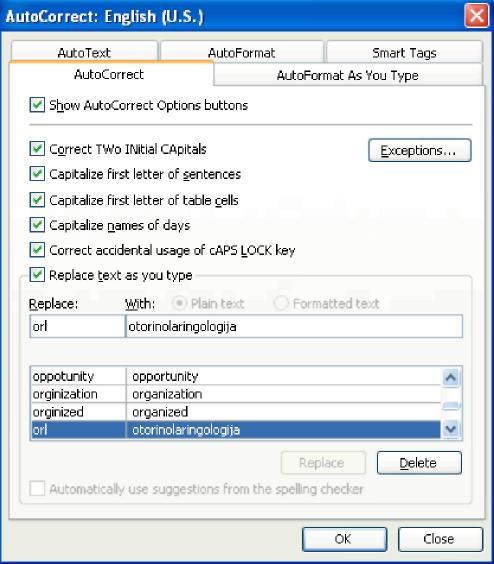 AutoCorrect: English (U.S.)
AutoText AutoFormat Smart Tags
AutoCorrect AutoFormat As You Type
Show AutoCorrect Options buttons
Correct TWo INitial CApitals Exceptions...
Capitalize first letter of sentences
Capitalize first letter of table cells
Capitalize names of days
Correct accidental usage of cAPS LOCK key
Replace text as you type
Replace: With: Plain text Formatted text
orl otorinolaringologija
oppotunity opportunity
orginization organization
orginized organized
orl otorinolaringologija
Replace Delete
Automatically use suggestions from the spelling checker
OK Close